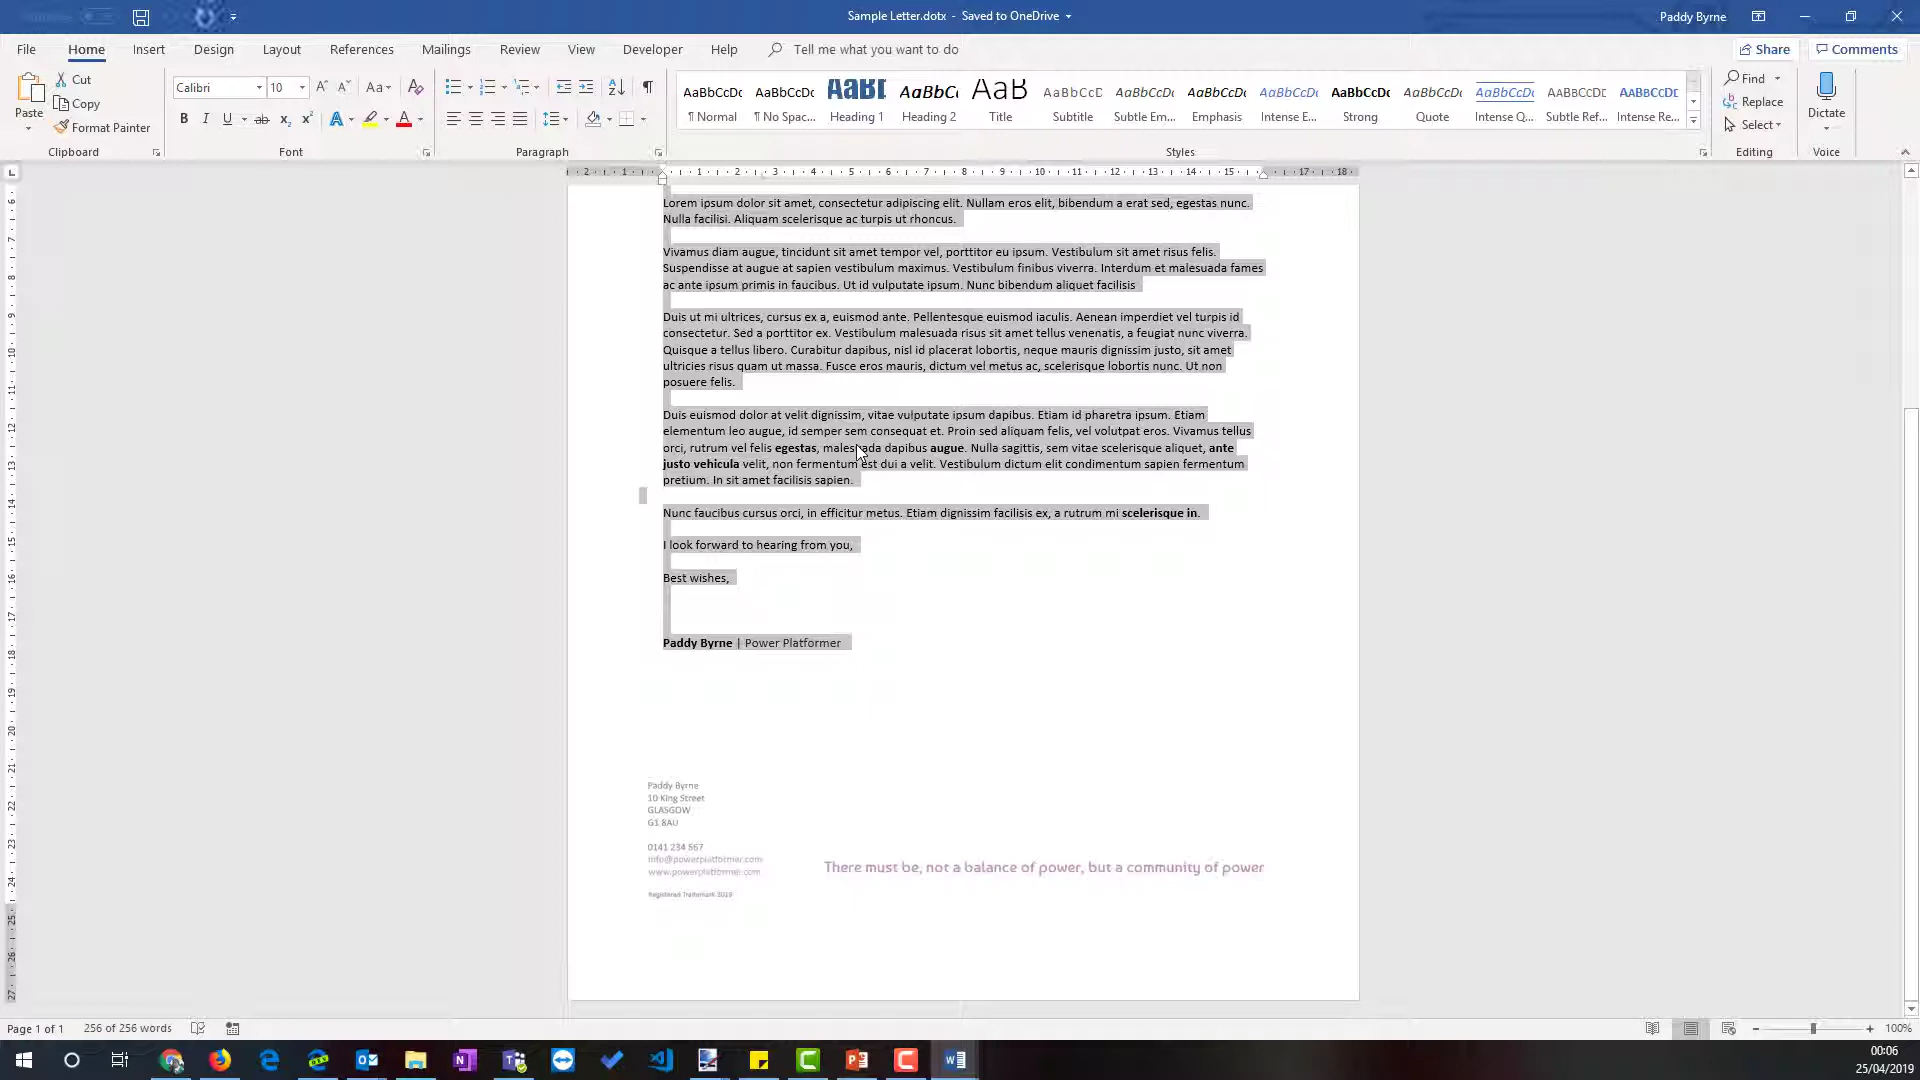 Sample Letter.dotx - Saved to OneDrive
Paddy Byrne
File Home Insert Design Layout References Mailings Review View Developer Help Tell me what you want to do
Share Comments
Paste
Cut
Copy
Format Painter
Clipboard
Calibri 10
Font
Paragraph
AaBbCcDc AaBbCcDc AaBbC AaBbCc AaB AaBbCcD AaBbCcDc AaBbCcDc AaBbCcDc AaBbCcDc AaBbCcDc AaBbCcDc AABBCCDE AABBCCDE
¶ Normal ¶ No Spac... Heading 1 Heading 2 Title Subtitle Subtle Em... Emphasis Intense E... Strong Quote Intense Q... Subtle Ref... Intense Re...
Styles
Find
Replace
Select
Editing
Dictate
Voice
Lorem ipsum dolor sit amet, consectetur adipiscing elit. Nullam eros elit, bibendum a erat sed, egestas nunc.
Nulla facilisi. Aliquam scelerisque ac turpis ut rhoncus.
Vivamus diam augue, tincidunt sit amet tempor vel, porttitor eu ipsum. Vestibulum sit amet risus felis.
Suspendisse at augue at sapien vestibulum maximus. Vestibulum finibus viverra. Interdum et malesuada fames
ac ante ipsum primis in faucibus. Ut id vulputate ipsum. Nunc bibendum aliquet facilisis
Duis ut mi ultrices, cursus ex a, euismod ante. Pellentesque euismod iaculis. Aenean imperdiet vel turpis id
consectetur. Sed a porttitor ex. Vestibulum malesuada risus sit amet tellus venenatis, a feugiat nunc viverra.
Quisque a tellus libero. Curabitur dapibus, nisl id placerat lobortis, neque mauris dignissim justo, sit amet
ultricies risus quam ut massa. Fusce eros mauris, dictum vel metus ac, scelerisque lobortis nunc. Ut non
posuere felis.
Duis euismod dolor at velit dignissim, vitae vulputate ipsum dapibus. Etiam id pharetra ipsum. Etiam
elementum leo augue, id semper sem consequat et. Proin sed aliquam felis, vel volutpat eros. Vivamus tellus
orci, rutrum vel felis egestas, malesuada dapibus augue. Nulla sagittis, sem vitae scelerisque aliquet, ante
justo vehicula velit, non fermentum est dui a velit. Vestibulum dictum elit condimentum sapien fermentum
pretium. In sit amet facilisis sapien.
Nunc faucibus cursus orci, in efficitur metus. Etiam dignissim facilisis ex, a rutrum mi scelerisque in.
I look forward to hearing from you,
Best wishes,
Paddy Byrne | Power Platformer
Paddy Byrne
10 King Street
GLASGOW
G1 8AU
0141 234 567
info@powerplatformer.com
www.powerplatformer.com
Registered Trademark 2019
There must be, not a balance of power, but a community of power
Page 1 of 1 256 of 256 words
100%
00:06
25/04/2019